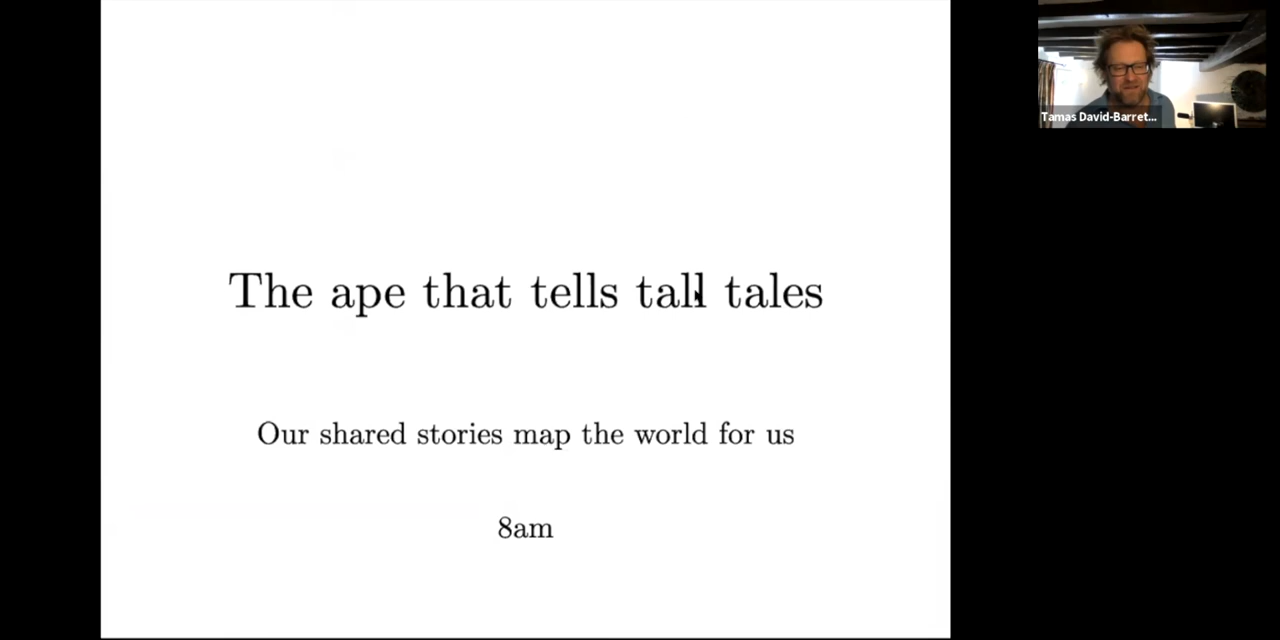 The ape that tells tall tales
Our shared stories map the world for us
8am
Tamas David-Barret...